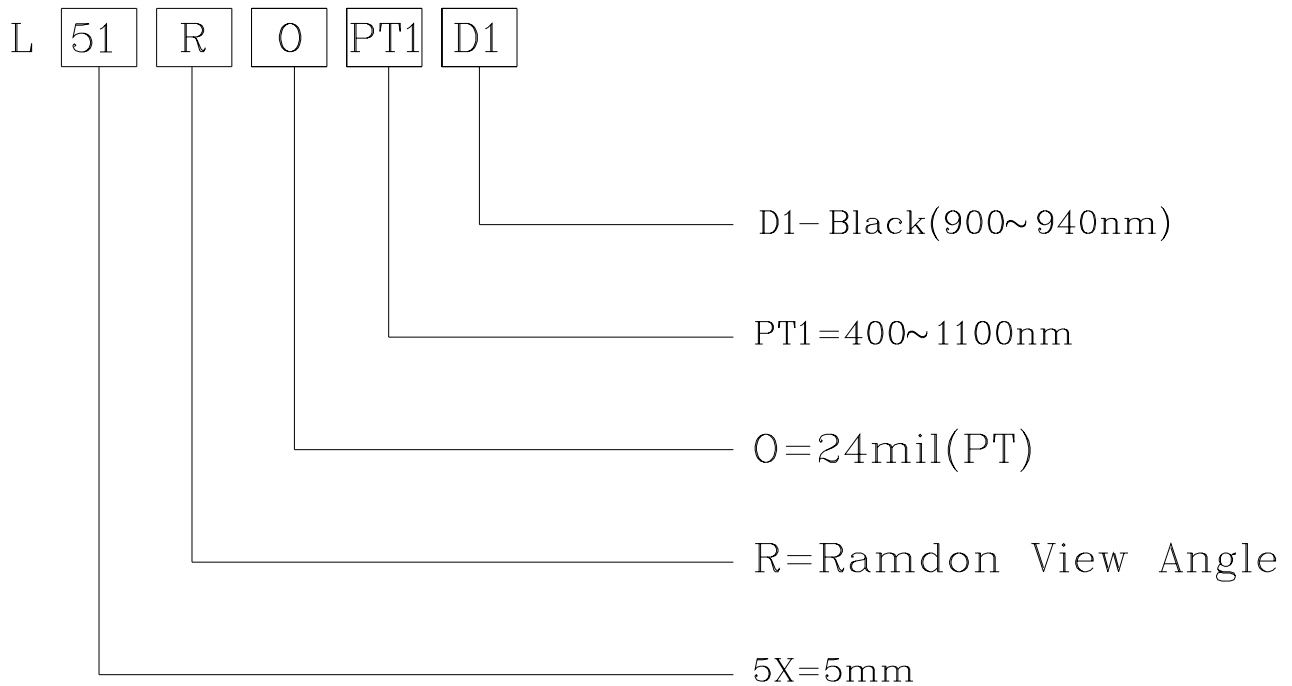 L 51 R O PT1 D1
D1-Black(900~940nm)
PT1=400~1100nm
O=24mil(PT)
R=Ramdon View Angle
5X=5mm